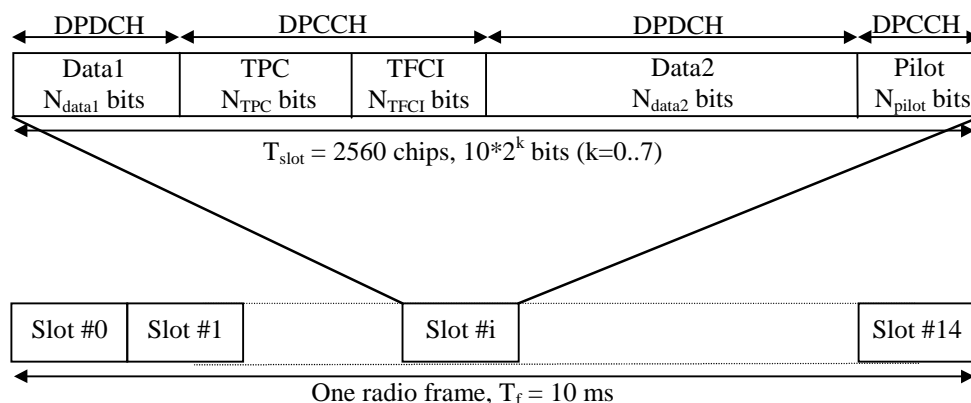 DPDCH DPCCH DPDCH DPCCH
Data1 TPC TFCI Data2 Pilot
N_data1 bits N_TPC bits N_TFCI bits N_data2 bits N_pilot bits
T_slot = 2560 chips, 10*2^k bits (k=0..7)
Slot #0 Slot #1 Slot #i Slot #14
One radio frame, T_f = 10 ms